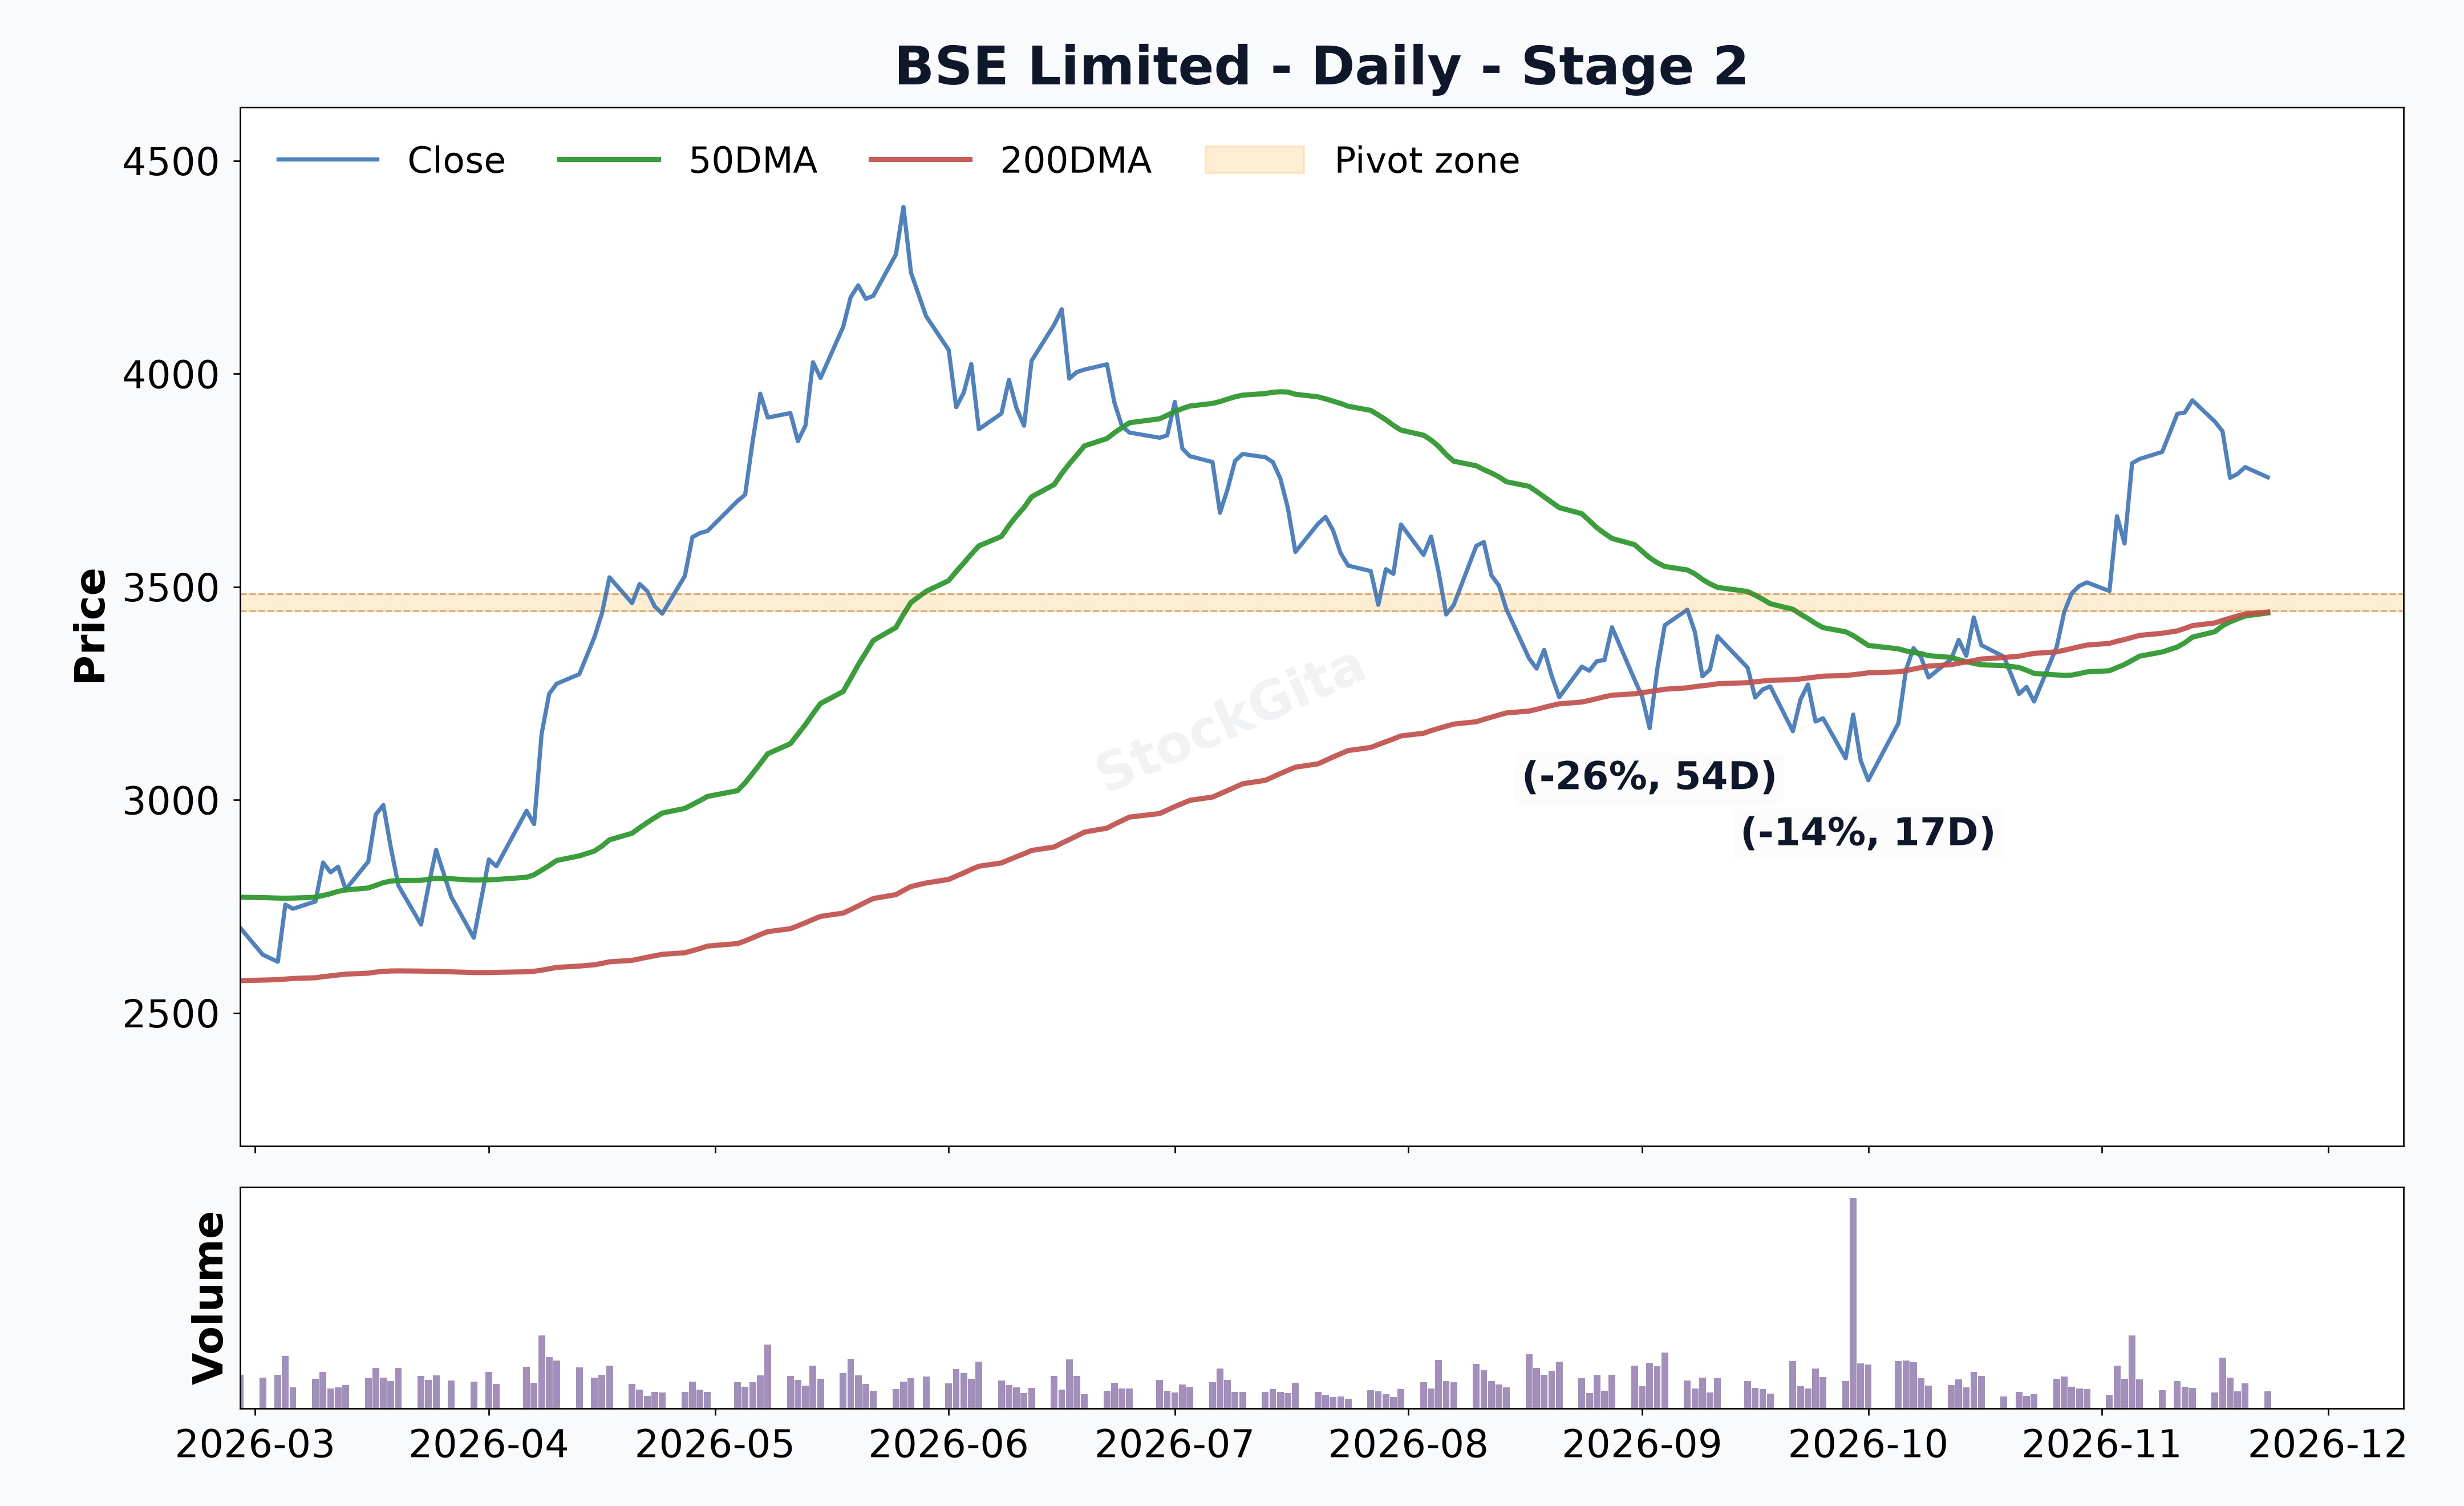 BSE Limited - Daily - Stage 2
Close 50DMA 200DMA Pivot zone
Price
4500
4000
3500
3000
2500
StockGita
(-26%, 54D)
(-14%, 17D)
Volume
2026-03 2026-04 2026-05 2026-06 2026-07 2026-08 2026-09 2026-10 2026-11 2026-12